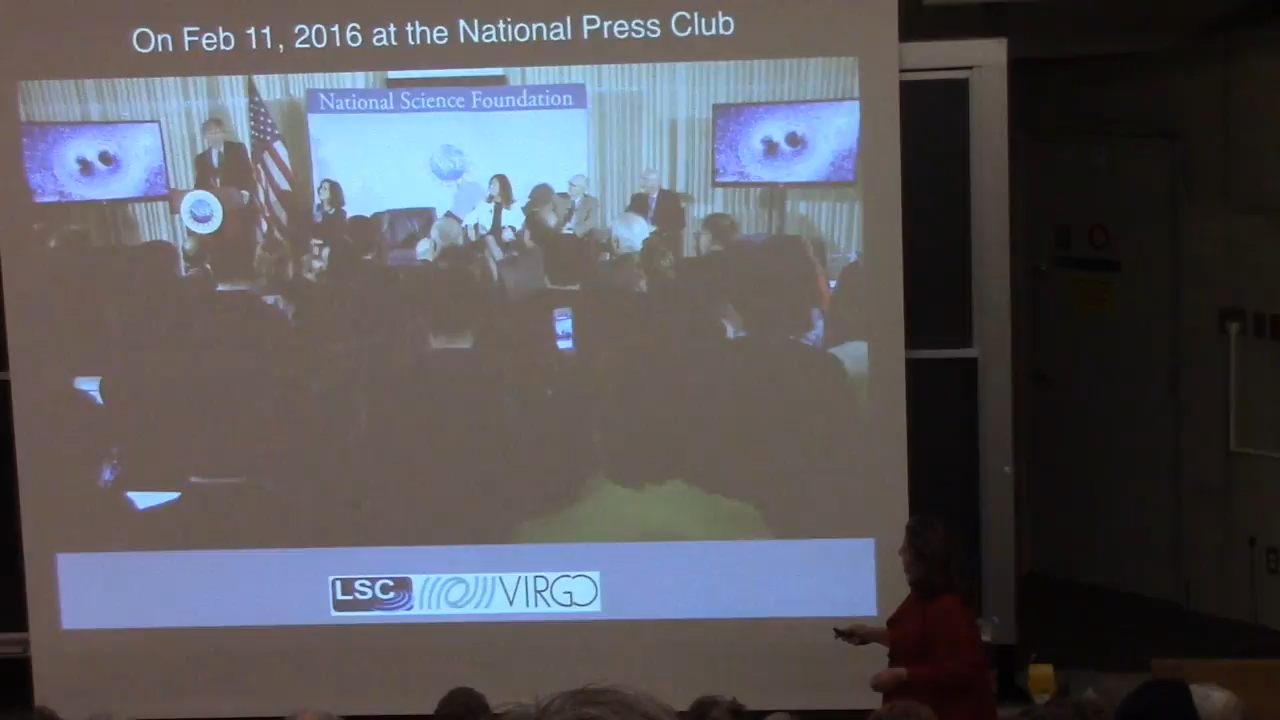 On Feb 11, 2016 at the National Press Club
National Science Foundation
LSC
VIRGO